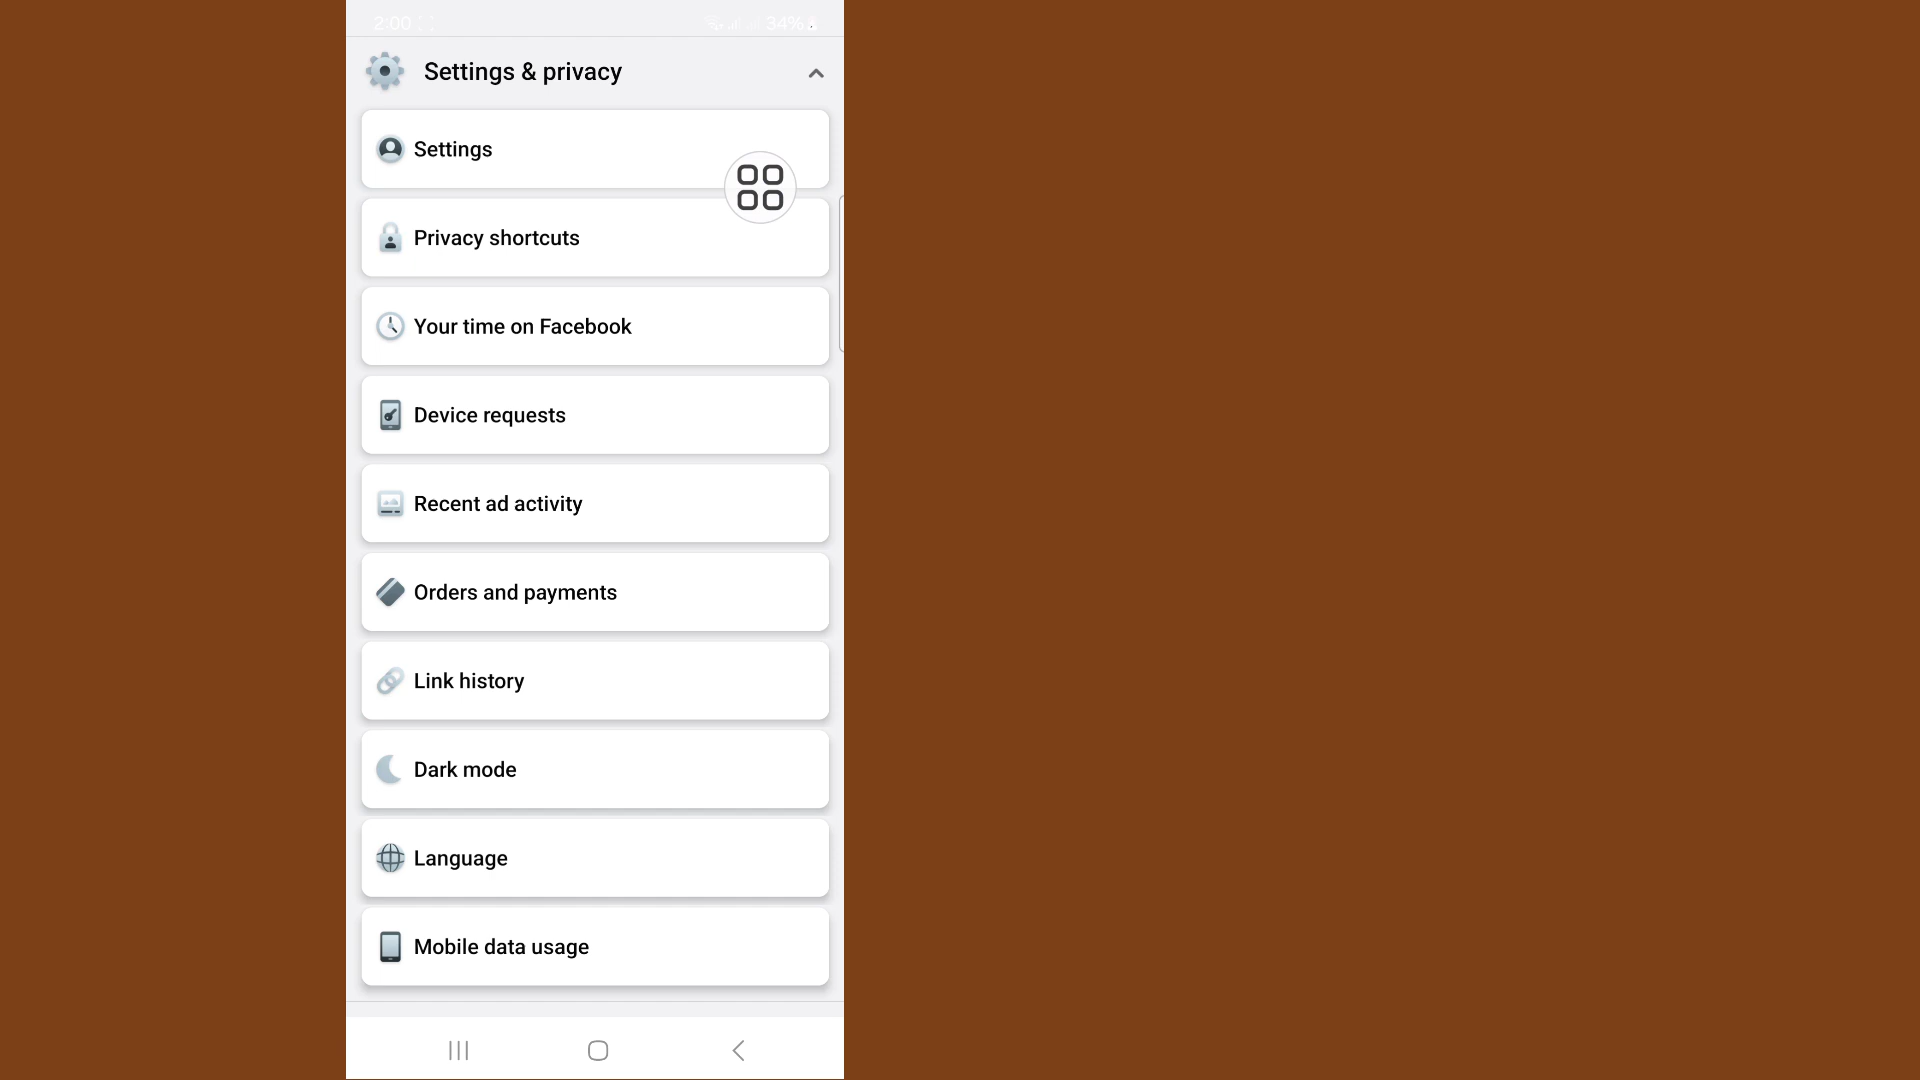 2:00 34%
Settings & privacy
Settings
Privacy shortcuts
Your time on Facebook
Device requests
Recent ad activity
Orders and payments
Link history
Dark mode
Language
Mobile data usage